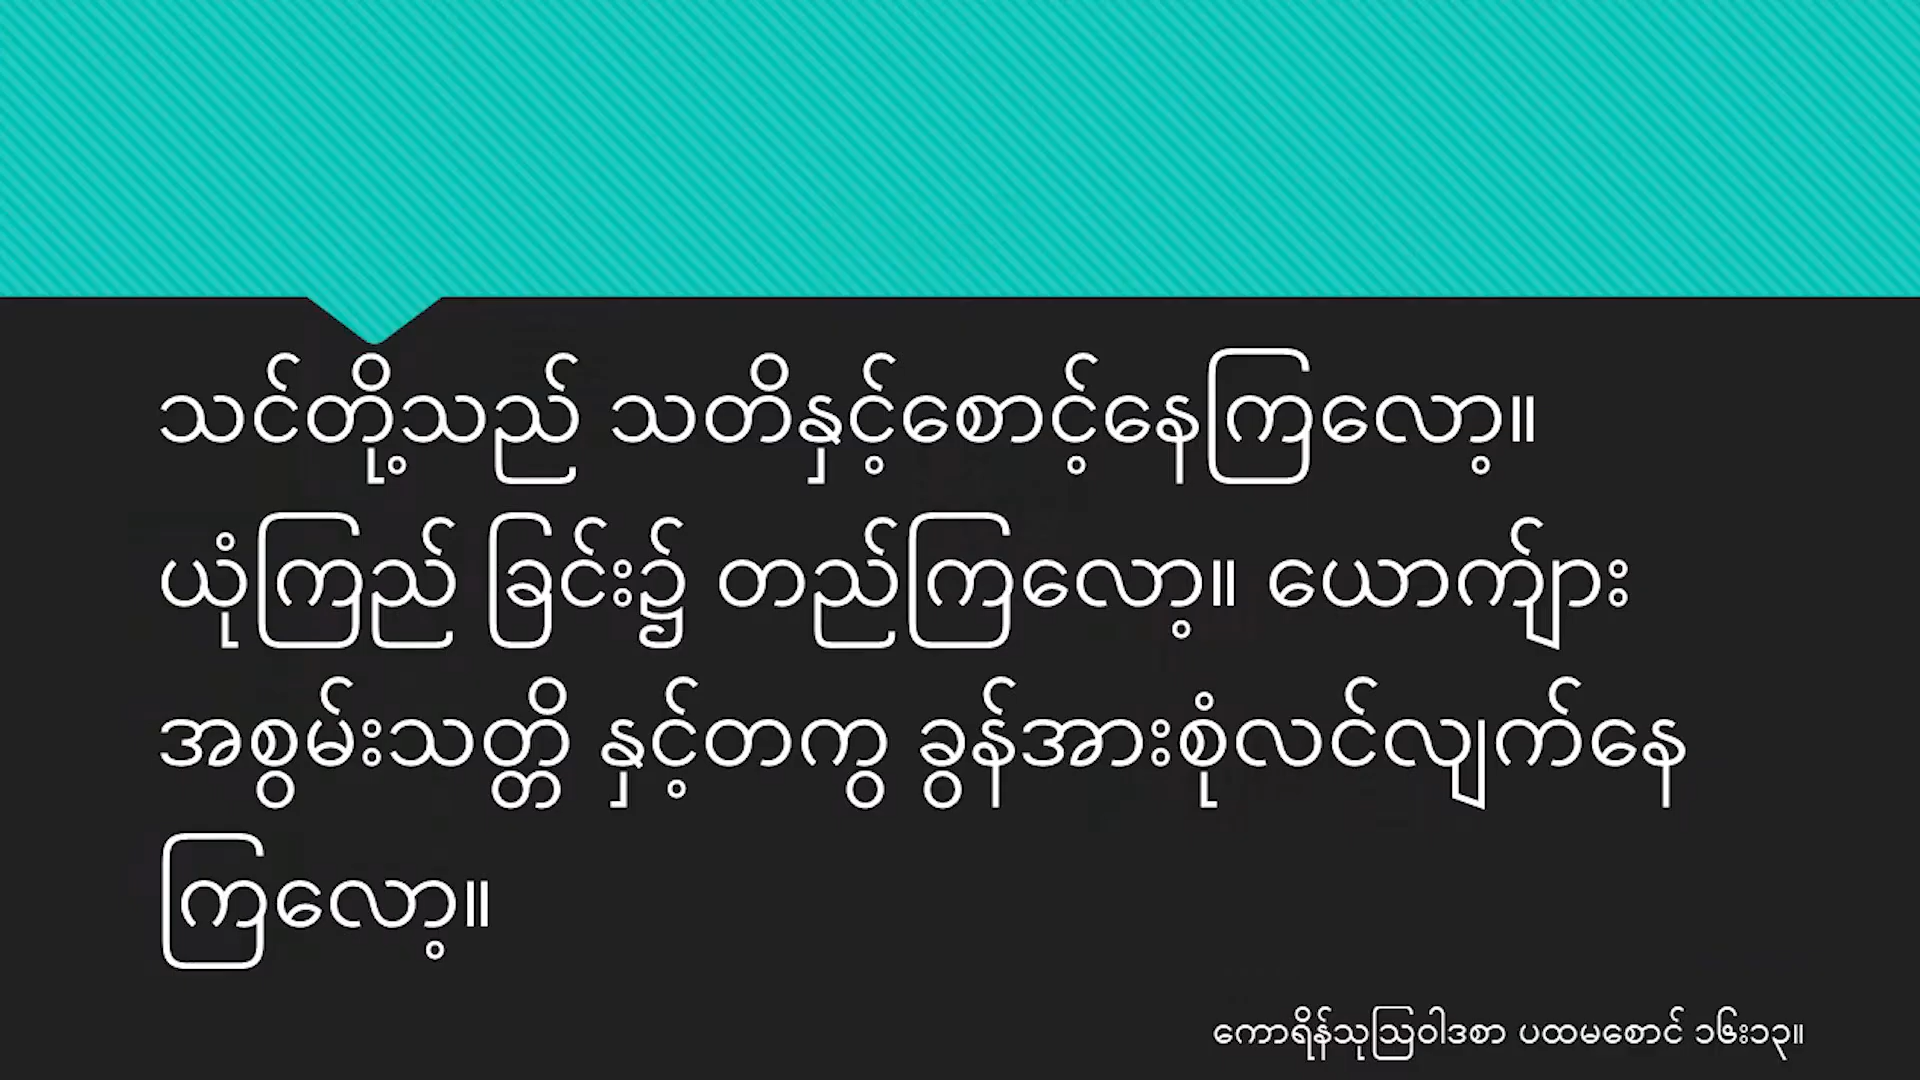 သင်တို့သည် သတိနှင့်စောင့်နေကြလော့။
ယုံကြည် ခြင်း၌ တည်ကြလော့။ ယောက်ျား
အစွမ်းသတ္တိ နှင့်တကွ ခွန်အားစုံလင်လျက်နေ
ကြလော့။
ကောရိန်သုဩဝါဒစာ ပထမစောင် ၁၆း၁၃။